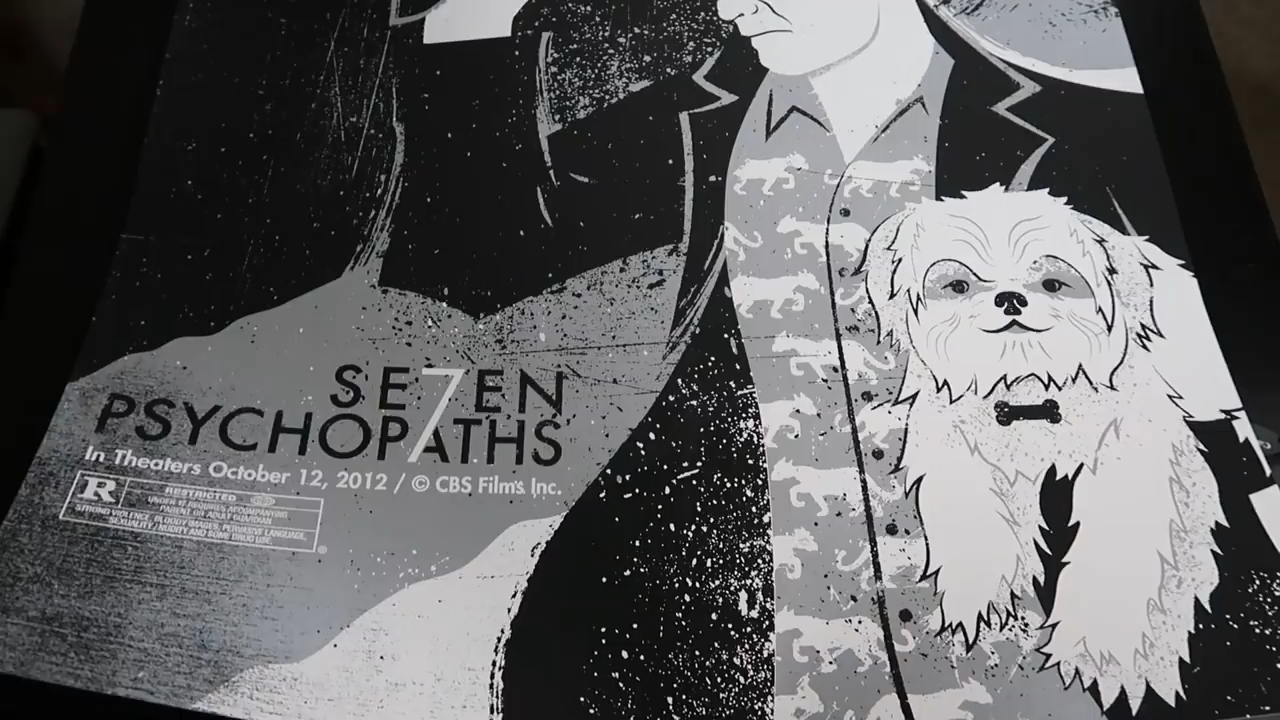 SE7EN
PSYCHOPATHS
In Theaters October 12, 2012 / © CBS Films Inc.
R RESTRICTED
UNDER 17 REQUIRES ACCOMPANYING
PARENT OR ADULT GUARDIAN
STRONG VIOLENCE, BLOODY IMAGES, PERVASIVE LANGUAGE,
SEXUALITY/NUDITY AND SOME DRUG USE.